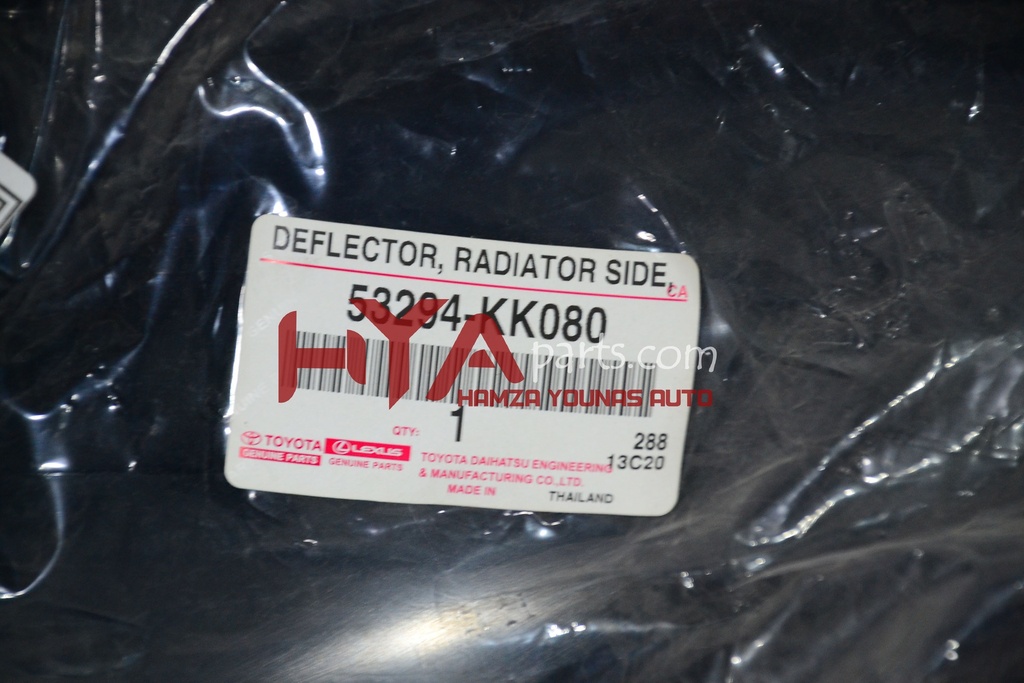 DEFLECTOR, RADIATOR SIDE,
CA
53294-KK080
HYA
parts.com
HAMZA YOUNAS AUTO
QTY: 1
288
13C20
TOYOTA
GENUINE PARTS
LEXUS
GENUINE PARTS
TOYOTA DAIHATSU ENGINEERING
& MANUFACTURING CO.,LTD.
MADE IN THAILAND